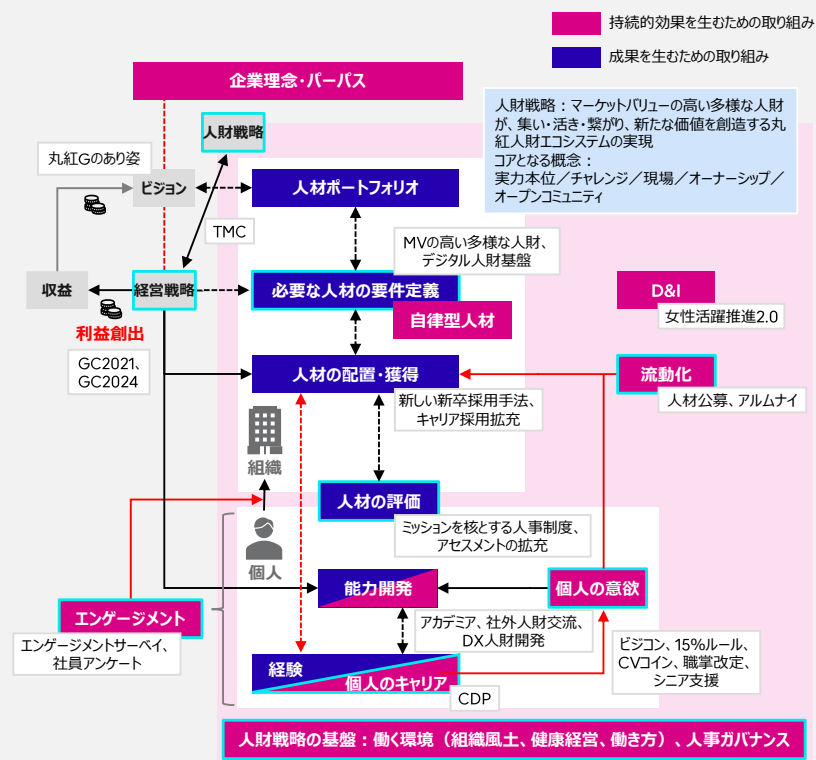 持続的効果を生むための取り組み
成果を生むための取り組み
企業理念・パーパス
人財戦略：マーケットバリューの高い多様な人財
が、集い・活き・繋がり、新たな価値を創造する丸
紅人財エコシステムの実現
コアとなる概念：
実力本位／チャレンジ／現場／オーナーシップ／
オープンコミュニティ
人財戦略
丸紅Gのあり姿
ビジョン
人材ポートフォリオ
TMC
MVの高い多様な人財、
デジタル人財基盤
収益
経営戦略
必要な人材の要件定義
D&I
自律型人材
女性活躍推進2.0
利益創出
GC2021、
GC2024
人材の配置・獲得
流動化
新しい新卒採用手法、
キャリア採用拡充
人材公募、アルムナイ
組織
人材の評価
ミッションを核とする人事制度、
アセスメントの拡充
個人
能力開発
個人の意欲
エンゲージメント
アカデミア、社外人財交流、
DX人財開発
エンゲージメントサーベイ、
社員アンケート
ビジコン、15%ルール、
CVコイン、職掌改定、
シニア支援
経験
個人のキャリア
CDP
人財戦略の基盤：働く環境（組織風土、健康経営、働き方）、人事ガバナンス